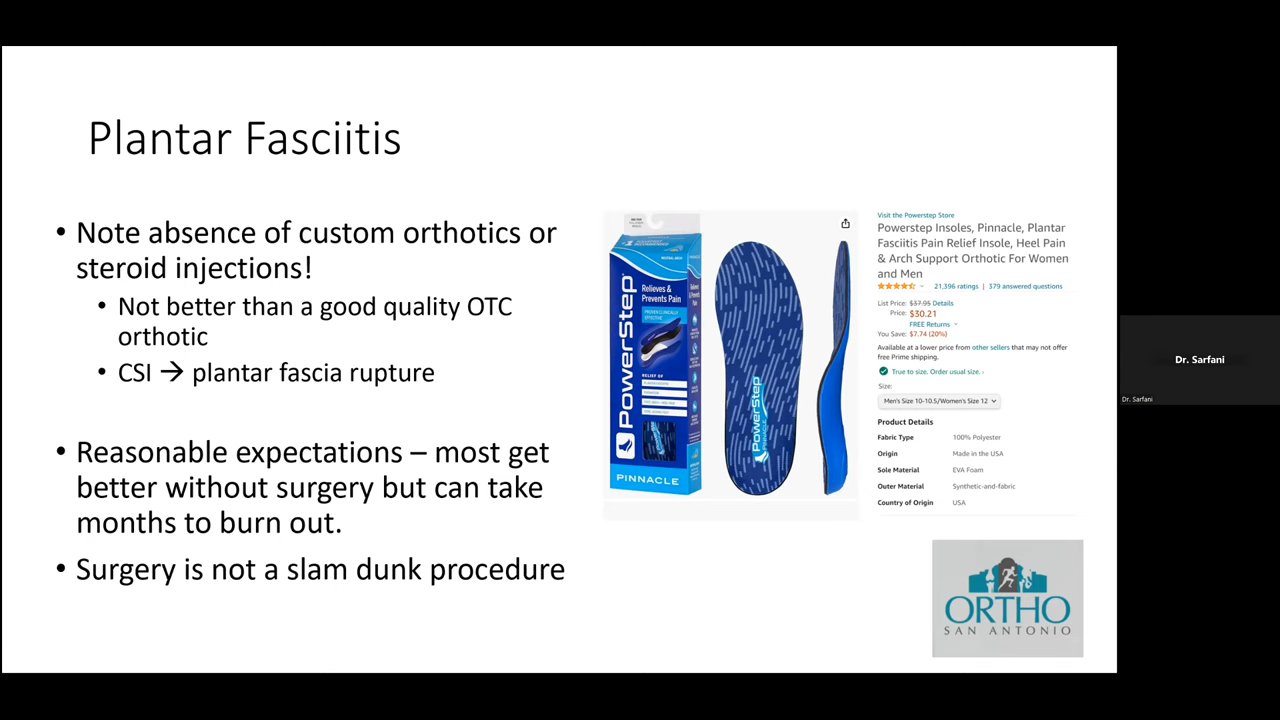 Plantar Fasciitis
• Note absence of custom orthotics or
steroid injections!
• Not better than a good quality OTC
orthotic
• CSI → plantar fascia rupture
• Reasonable expectations – most get
better without surgery but can take
months to burn out.
• Surgery is not a slam dunk procedure
Relieves &
Prevents Pain
PROVEN CLINICALLY
EFFECTIVE
RELIEF OF
PowerStep
PINNACLE
PowerStep
PINNACLE
Visit the Powerstep Store
Powerstep Insoles, Pinnacle, Plantar
Fasciitis Pain Relief Insole, Heel Pain
& Arch Support Orthotic For Women
and Men
21,396 ratings | 379 answered questions
List Price: $37.95 Details
Price: $30.21
FREE Returns
You Save: $7.74 (20%)
Available at a lower price from other sellers that may not offer
free Prime shipping.
True to size. Order usual size. ›
Size:
Men's Size 10-10.5/Women's Size 12
Product Details
Fabric Type 100% Polyester
Origin Made in the USA
Sole Material EVA Foam
Outer Material Synthetic-and-fabric
Country of Origin USA
ORTHO
SAN ANTONIO
Dr. Sarfani
Dr. Sarfani